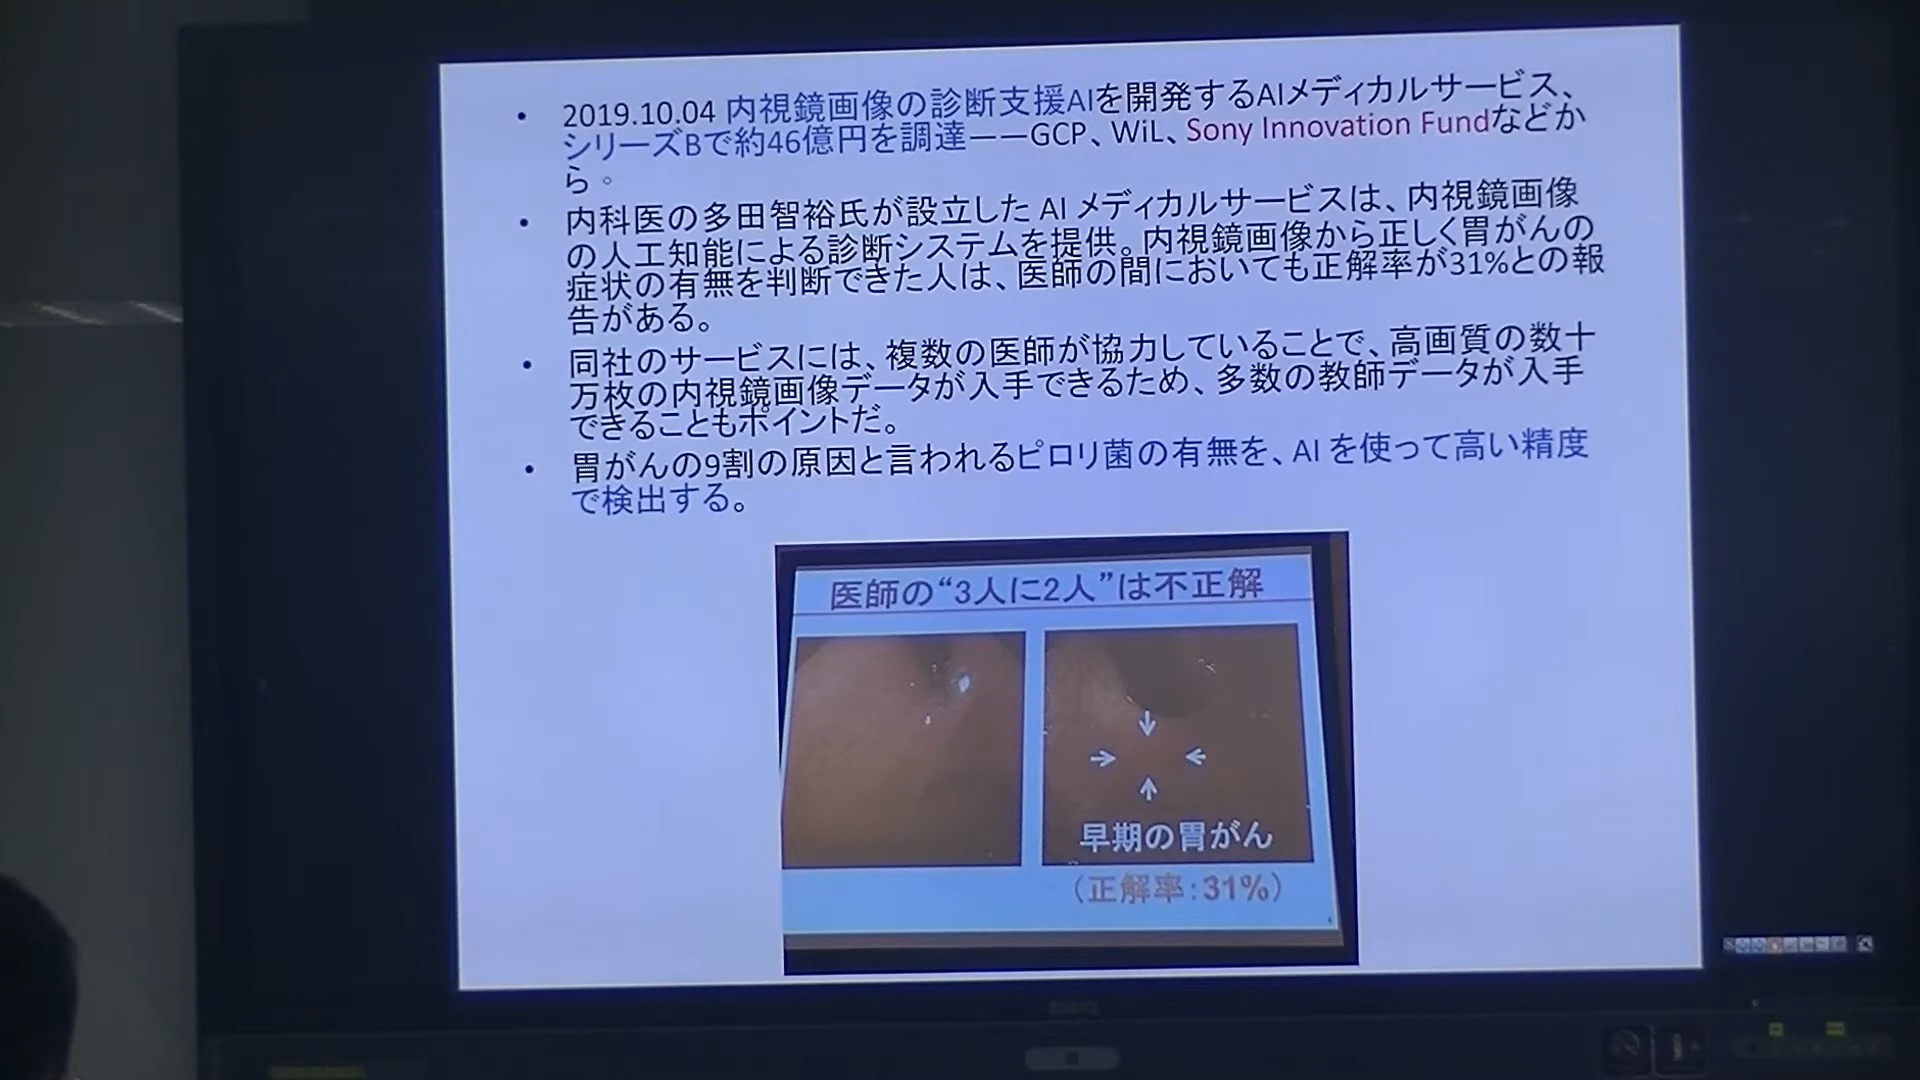 • 2019.10.04 内視鏡画像の診断支援AIを開発するAIメディカルサービス、
シリーズBで約46億円を調達——GCP、WiL、Sony Innovation Fundなどか
ら。
• 内科医の多田智裕氏が設立した AI メディカルサービスは、内視鏡画像
の人工知能による診断システムを提供。内視鏡画像から正しく胃がんの
症状の有無を判断できた人は、医師の間においても正解率が31%との報
告がある。
• 同社のサービスには、複数の医師が協力していることで、高画質の数十
万枚の内視鏡画像データが入手できるため、多数の教師データが入手
できることもポイントだ。
• 胃がんの9割の原因と言われるピロリ菌の有無を、AI を使って高い精度
で検出する。
医師の“3人に2人”は不正解
早期の胃がん
（正解率：31%）